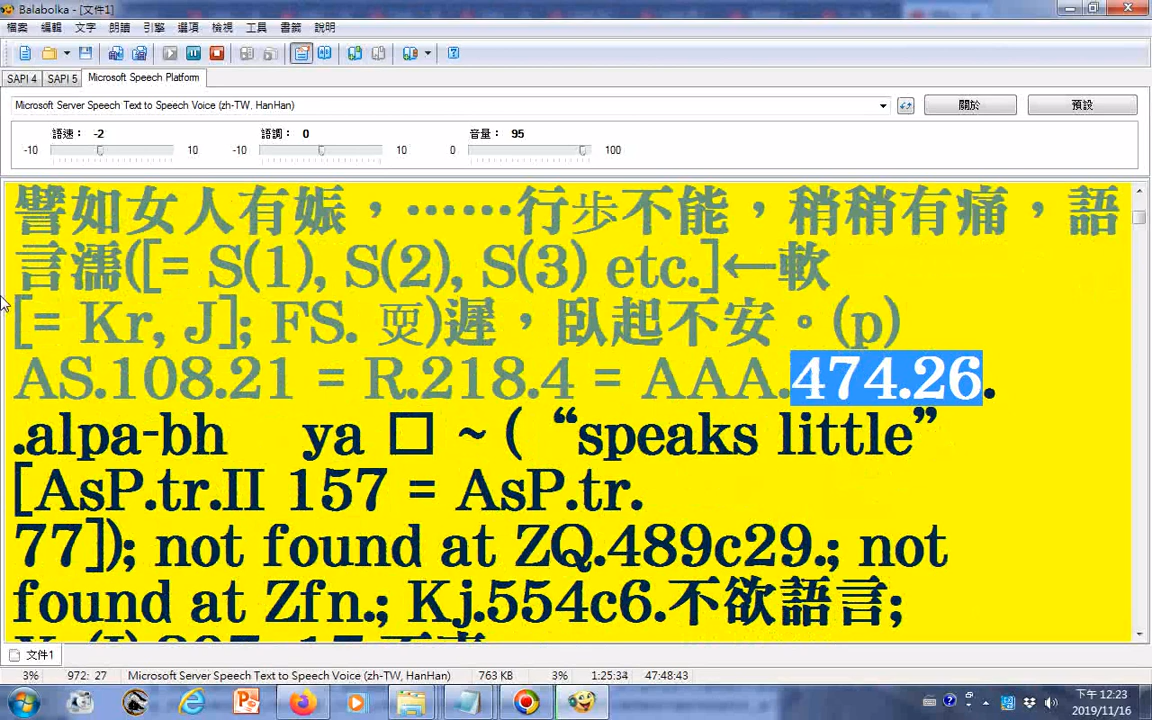 Balabolka - [文件1]
檔案 編輯 文字 朗讀 引擎 選項 檢視 工具 書籤 說明
SAPI 4 SAPI 5 Microsoft Speech Platform
Microsoft Server Speech Text to Speech Voice (zh-TW, HanHan) 關於 預設
語速： -2 語調： 0 音量： 95
-10 10 -10 10 0 100
譬如女人有娠，……行步不能，稍稍有痛，語
言濡([= S(1), S(2), S(3) etc.]←軟
[= Kr, J]; FS. 耎)遲，臥起不安。(p)
AS.108.21 = R.218.4 = AAA.474.26.
.alpa-bh ya □ ~ (“speaks little”
[AsP.tr.II 157 = AsP.tr.
77]); not found at ZQ.489c29.; not
found at Zfn.; Kj.554c6.不欲語言;
文件1
3% 972: 27 Microsoft Server Speech Text to Speech Voice (zh-TW, HanHan) 763 KB 3% 1:25:34 47:48:43
下午 12:23
2019/11/16